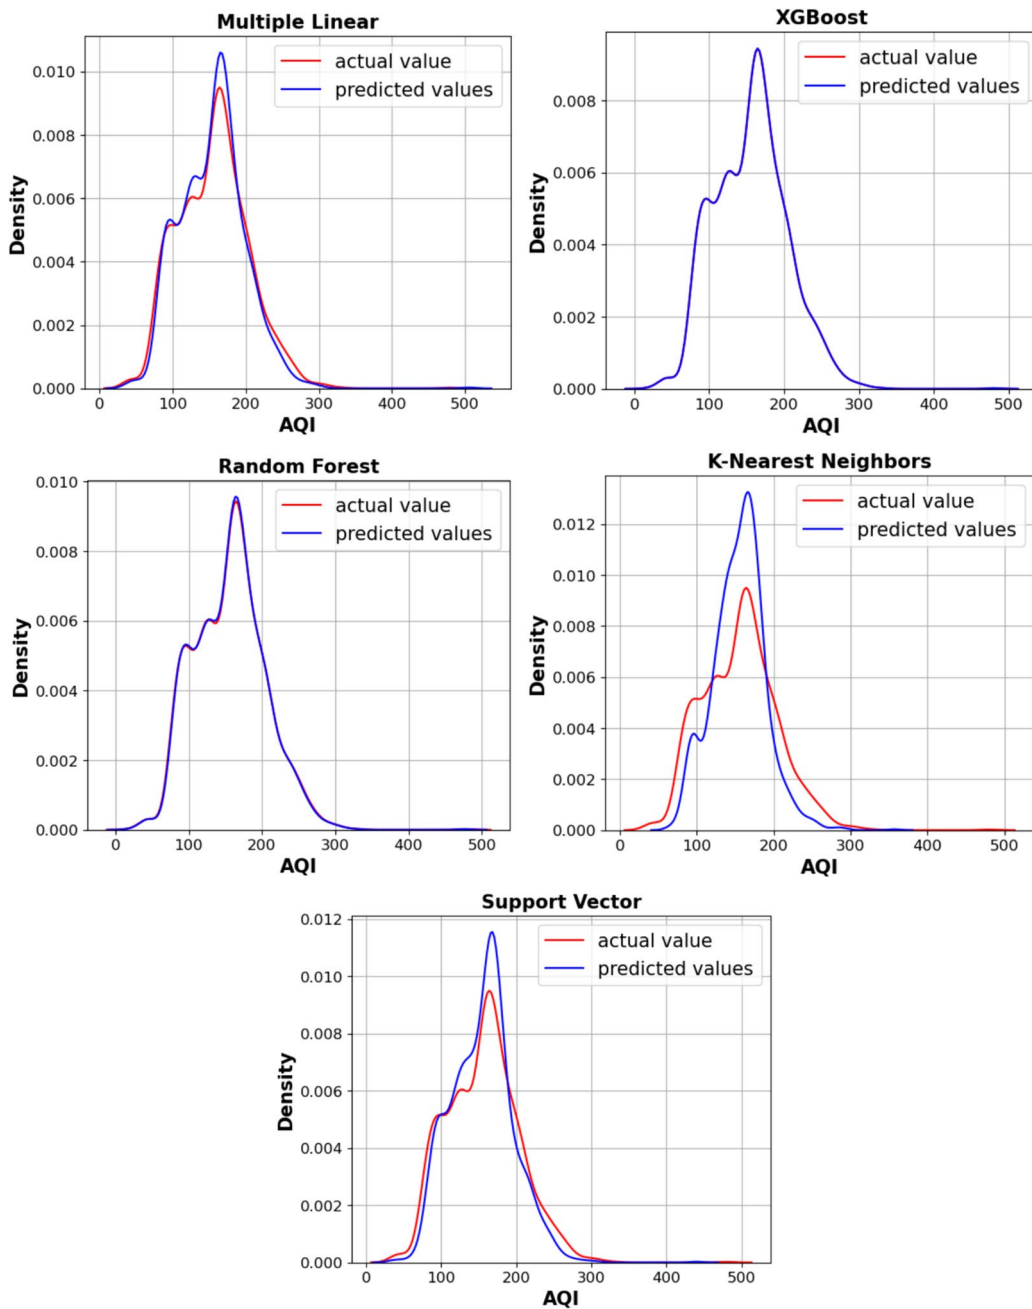 Multiple Linear
actual value
predicted values
0.010
0.008
0.006
0.004
0.002
0.000
Density
0 100 200 300 400 500
AQI
XGBoost
actual value
predicted values
0.008
0.006
0.004
0.002
0.000
Density
0 100 200 300 400 500
AQI
Random Forest
actual value
predicted values
0.010
0.008
0.006
0.004
0.002
0.000
Density
0 100 200 300 400 500
AQI
K-Nearest Neighbors
actual value
predicted values
0.012
0.010
0.008
0.006
0.004
0.002
0.000
Density
0 100 200 300 400 500
AQI
Support Vector
actual value
predicted values
0.012
0.010
0.008
0.006
0.004
0.002
0.000
Density
0 100 200 300 400 500
AQI